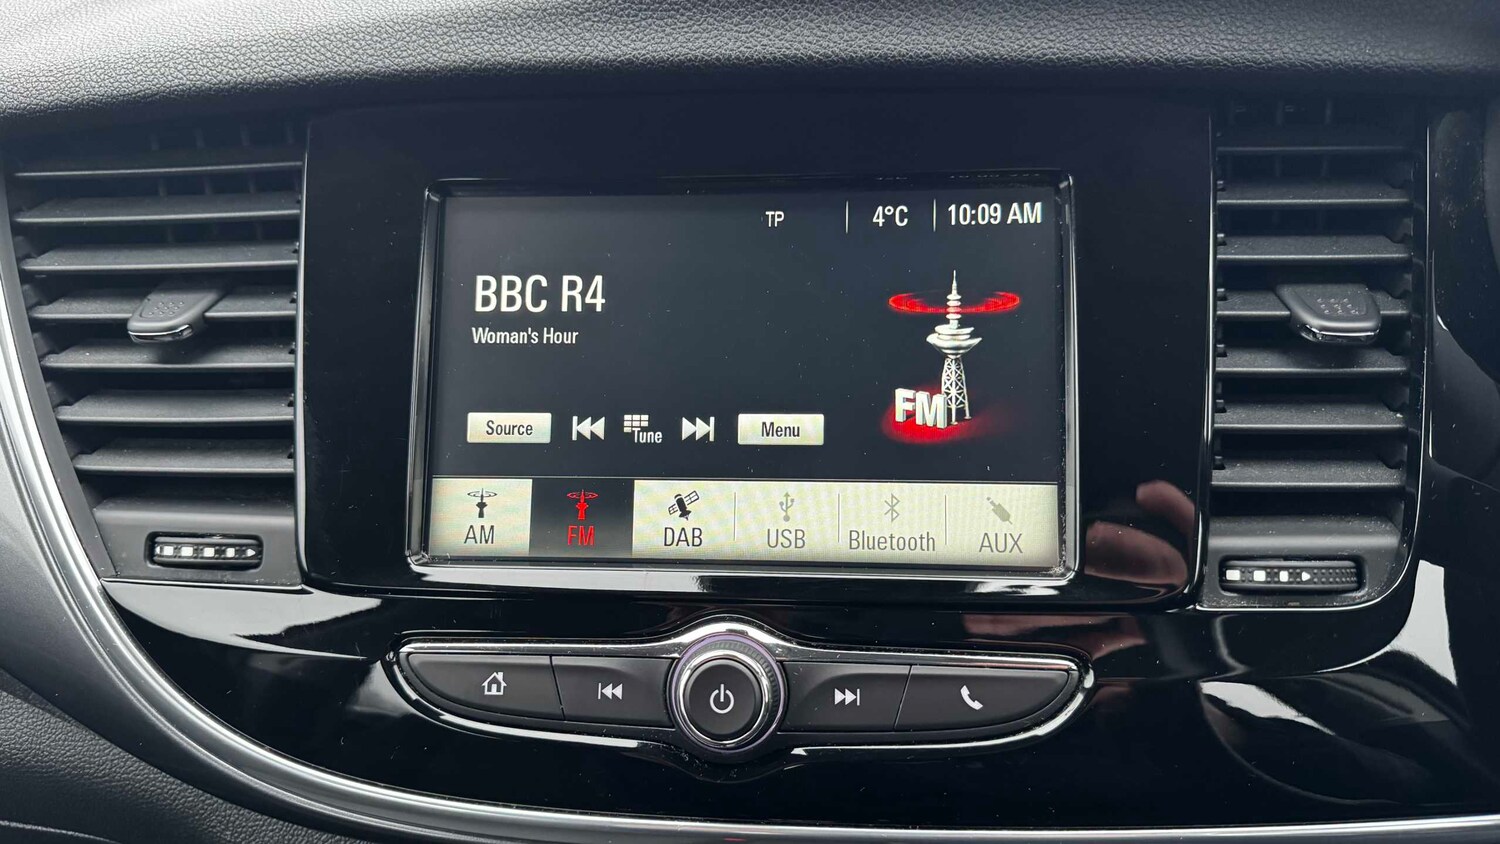 TP 4°C 10:09 AM
BBC R4
Woman's Hour
FM
Source Tune Menu
AM FM DAB USB Bluetooth AUX